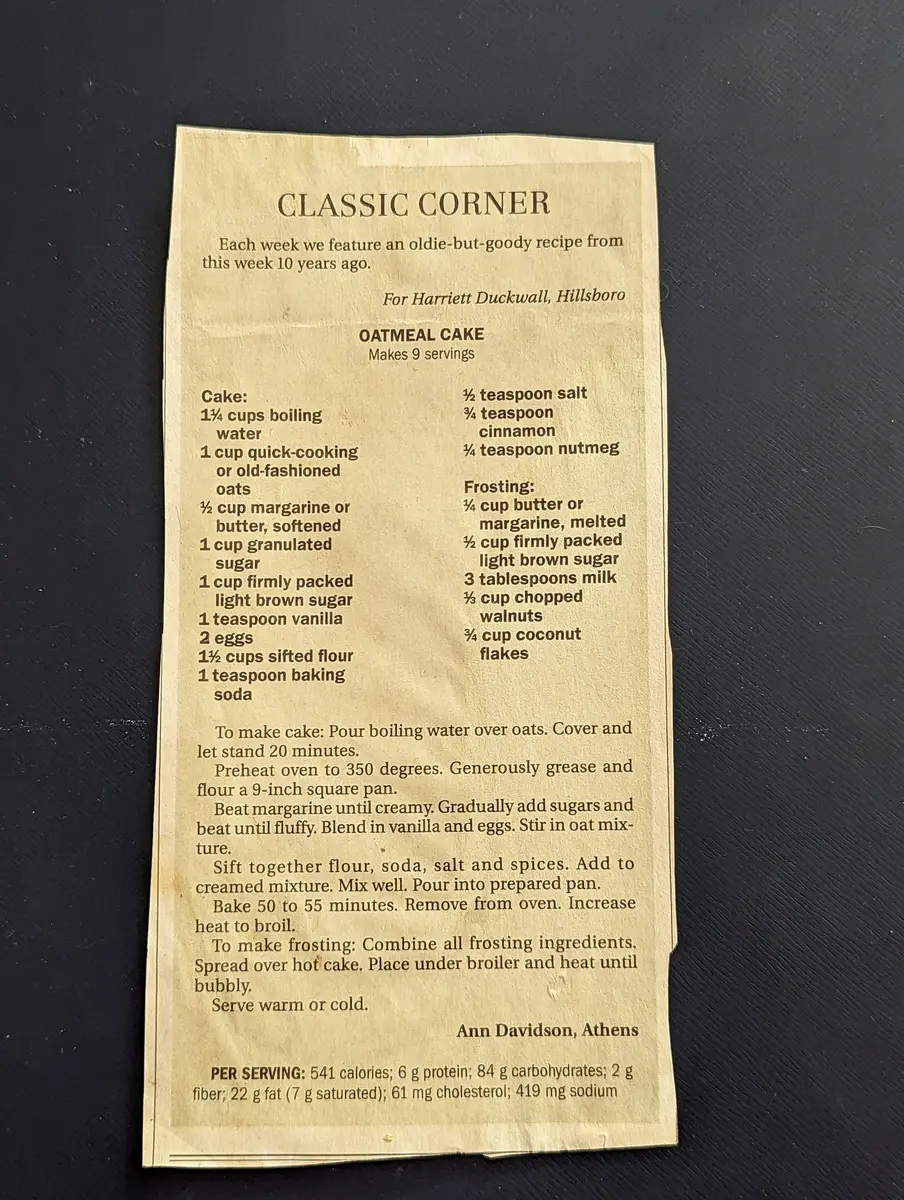 CLASSIC CORNER
Each week we feature an oldie-but-goody recipe from
this week 10 years ago.
For Harriett Duckwall, Hillsboro
OATMEAL CAKE
Makes 9 servings
Cake:
1¼ cups boiling
water
1 cup quick-cooking
or old-fashioned
oats
½ cup margarine or
butter, softened
1 cup granulated
sugar
1 cup firmly packed
light brown sugar
1 teaspoon vanilla
2 eggs
1½ cups sifted flour
1 teaspoon baking
soda
½ teaspoon salt
¾ teaspoon
cinnamon
¼ teaspoon nutmeg
Frosting:
¼ cup butter or
margarine, melted
½ cup firmly packed
light brown sugar
3 tablespoons milk
⅓ cup chopped
walnuts
¾ cup coconut
flakes
To make cake: Pour boiling water over oats. Cover and
let stand 20 minutes.
Preheat oven to 350 degrees. Generously grease and
flour a 9-inch square pan.
Beat margarine until creamy. Gradually add sugars and
beat until fluffy. Blend in vanilla and eggs. Stir in oat mix-
ture.
Sift together flour, soda, salt and spices. Add to
creamed mixture. Mix well. Pour into prepared pan.
Bake 50 to 55 minutes. Remove from oven. Increase
heat to broil.
To make frosting: Combine all frosting ingredients.
Spread over hot cake. Place under broiler and heat until
bubbly.
Serve warm or cold.
Ann Davidson, Athens
PER SERVING: 541 calories; 6 g protein; 84 g carbohydrates; 2 g
fiber; 22 g fat (7 g saturated); 61 mg cholesterol; 419 mg sodium